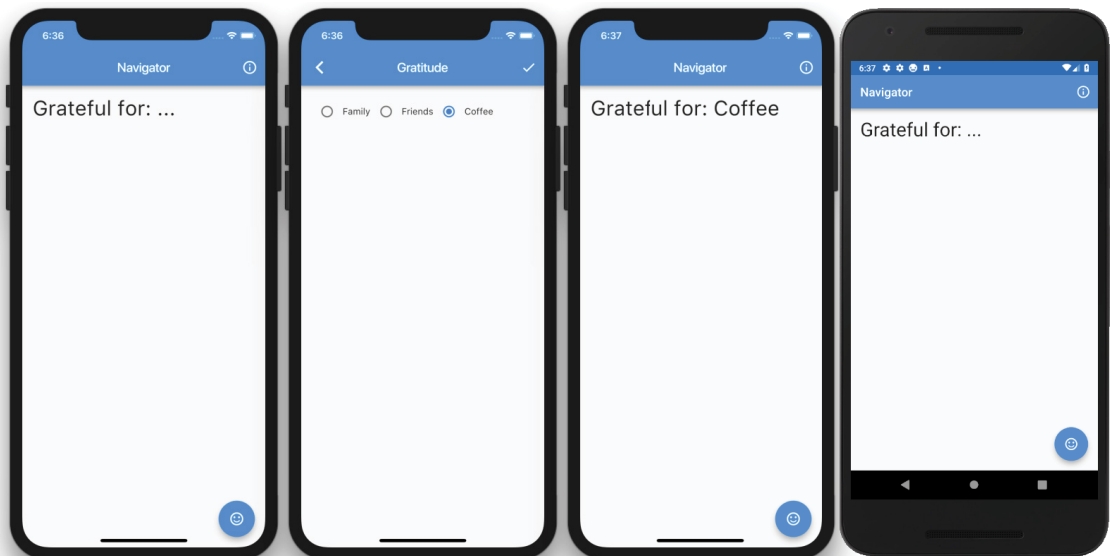 6:36
Navigator
Grateful for: ...
6:36
Gratitude
Family Friends Coffee
6:37
Navigator
Grateful for: Coffee
6:37
Navigator
Grateful for: ...